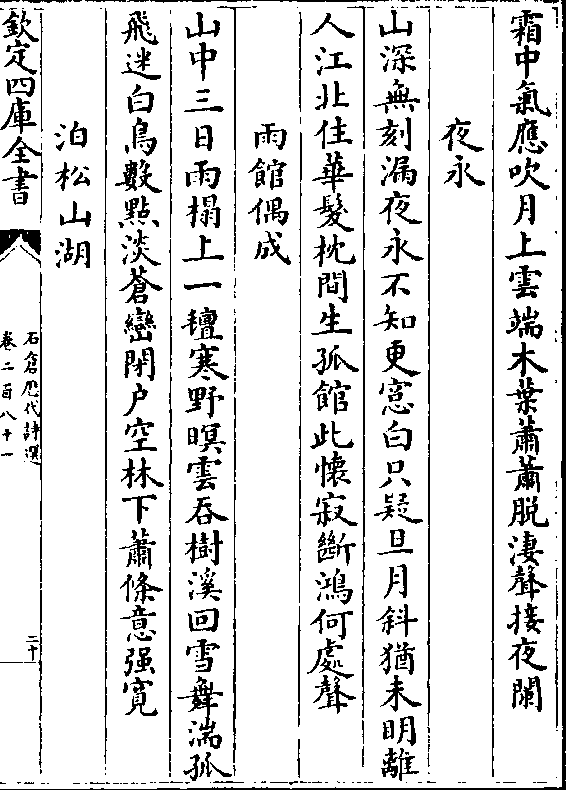 霜中氣應吹月上雲端木葉蕭蕭脱淒聲接夜闌
夜永
山深無刻漏夜永不知更窓白只疑旦月斜猶未明離
人江北住華髮枕間生孤館此懷寂斷鴻何處聲
雨館偶成
山中三日雨榻上一氊寒野暝雲吞樹溪回雪舞湍孤
飛迷白鳥數點淡蒼巒閉户空林下蕭條意强寛
泊松山湖
欽定四庫全書
石倉厯代詩選
卷二百八十一
二十